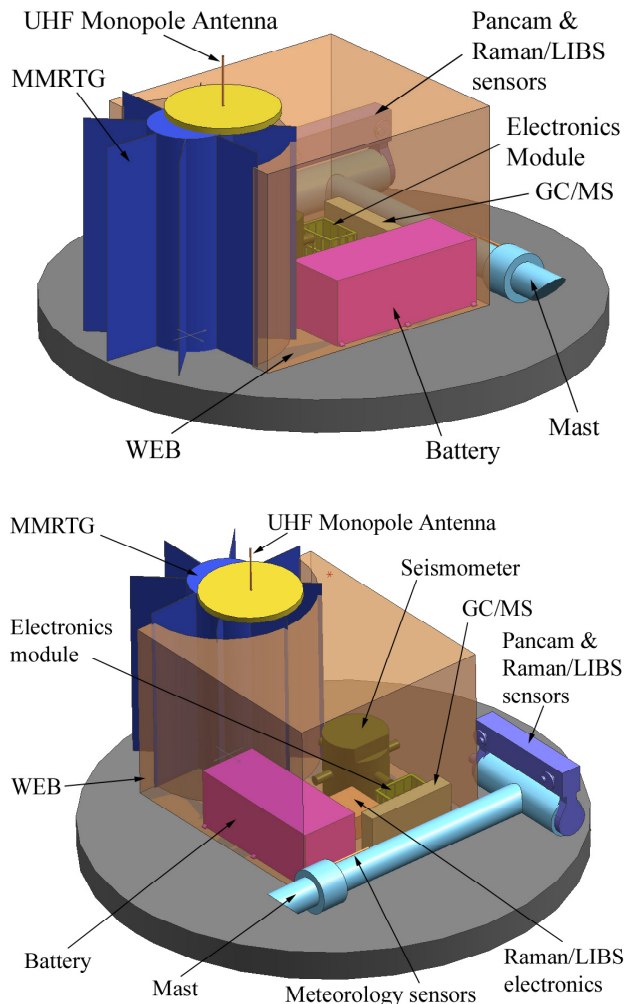 UHF Monopole Antenna
MMRTG
Pancam &
Raman/LIBS
sensors
Electronics
Module
GC/MS
WEB
Battery
Mast
MMRTG
UHF Monopole Antenna
Seismometer
GC/MS
Electronics
module
Pancam &
Raman/LIBS
sensors
WEB
Battery
Mast
Meteorology sensors
Raman/LIBS
electronics